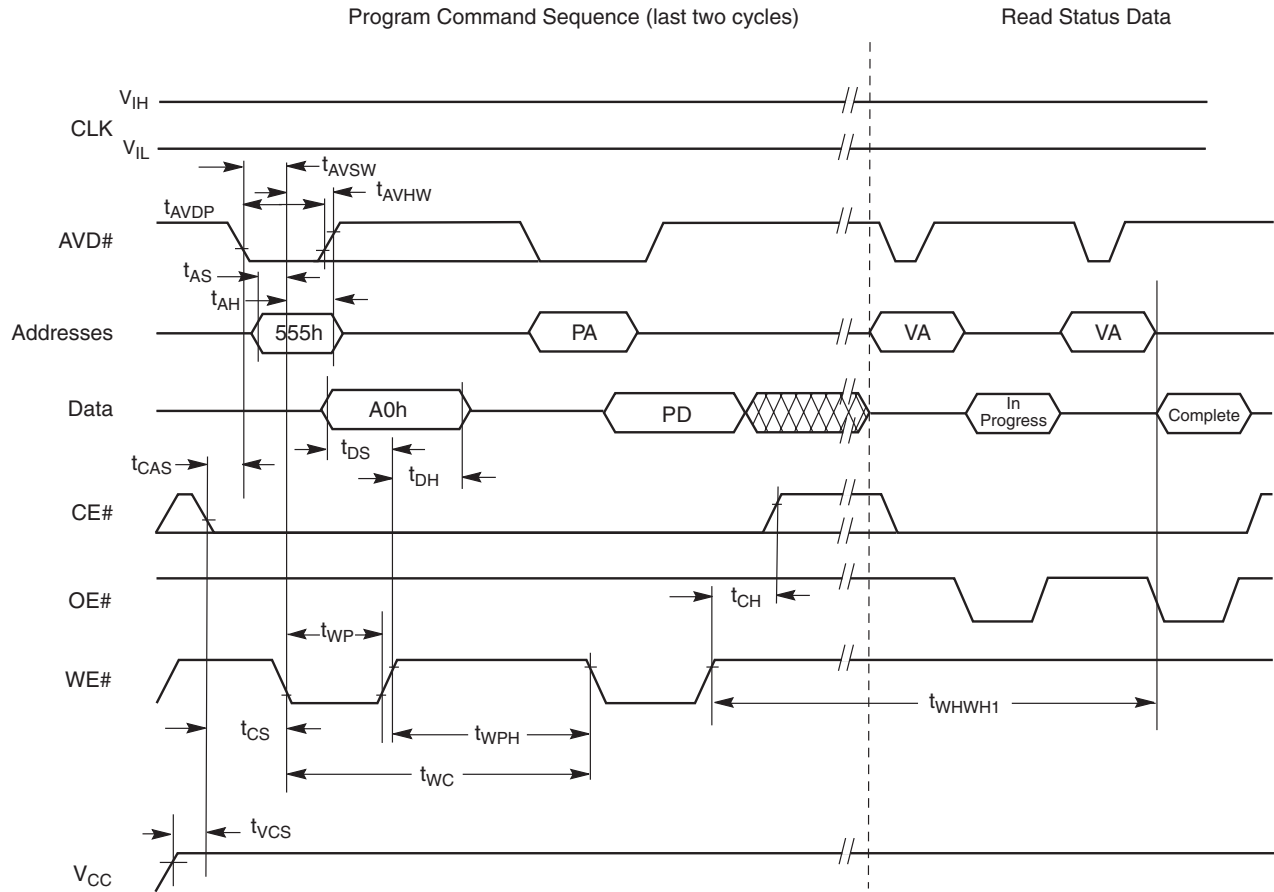 Program Command Sequence (last two cycles)
Read Status Data
VIH
CLK
VIL
tAVSW
tAVHW
tAVDP
AVD#
tAS
tAH
Addresses
555h
PA
VA
VA
Data
A0h
PD
In
Progress
Complete
tDS
tCAS
tDH
CE#
OE#
tCH
tWP
WE#
tWHWH1
tCS
tWPH
tWC
tVCS
VCC